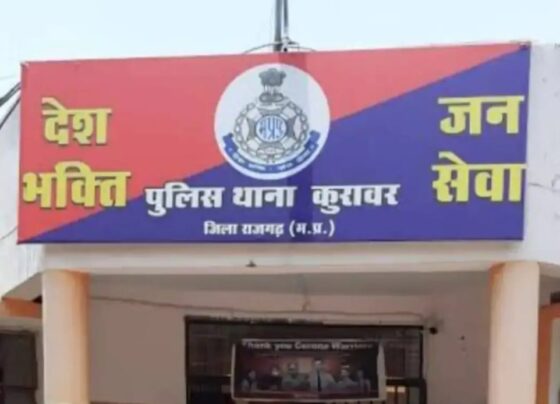 देश
भक्ति
जन
सेवा
म.प्र.
पुलिस थाना कुरावर
जिला राजगढ़ (म.प्र.)
Thank you Corona Warriors